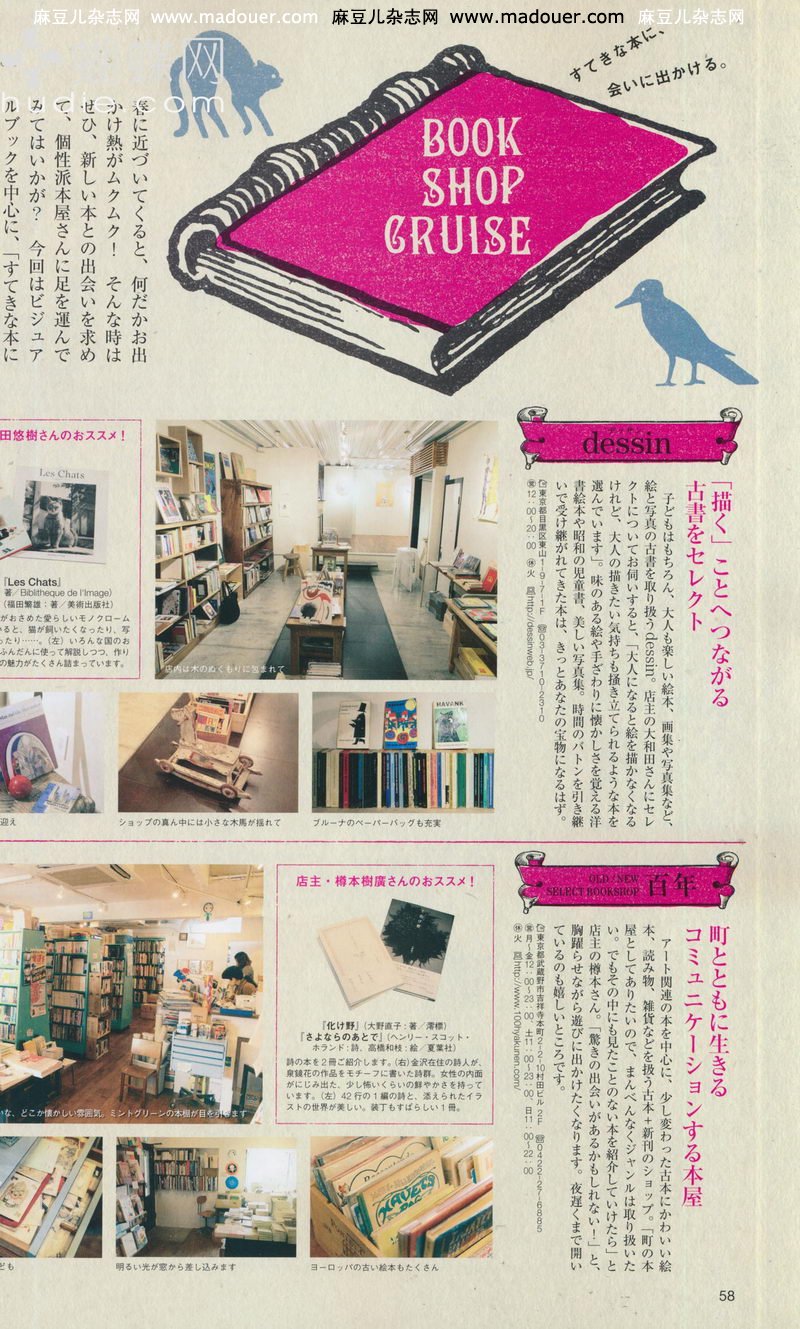 麻豆儿杂志网 www.madouer.com 麻豆儿杂志网 www.madouer.com 麻豆儿杂志网
すてきな本に、
会いに出かける。
BOOK
SHOP
CRUISE
春に近づいてくると、何だかお出
かけ熱がムクムク! そんな時は
ぜひ、新しい本との出会いを求め
て、個性派本屋さんに足を運んで
みてはいかが? 今回はビジュア
ルブックを中心に、「すてきな本に
dessin
「描く」ことへつながる
古書をセレクト
子どもはもちろん、大人も楽しい絵本、画集や写真集など、
絵と写真の古書を取り扱うdessin。店主の大和田さんにセレ
クトについてお伺いすると、「大人になると絵を描かなくなる
けれど、大人の描きたい気持ちも掻き立てられるような本を
選んでいます」。味のある絵や手ざわりに懐かしさを覚える洋
書絵本や昭和の児童書、美しい写真集。時間のバトンを引き継
いで受け継がれてきた本は、きっとあなたの宝物になるはず。
東京都目黒区東山1-9-7-1F ☎03-3710-2310
営12:00〜20:00 休火 http://dessinweb.jp/
田悠樹さんのおススメ!
Les Chats
『Les Chats』
著/Bibliotheque de l'Image)
(福田繁雄:著/美術出版社)
がおさめた愛らしいモノクローム
いると、猫が飼いたくなったり、写
ったり……。(左)いろんな国のお
ふんだんに使って解説しつつ、作り
の魅力がたくさん詰まっています。
店内は木のぬくもりに包まれて
迎え
ショップの真ん中には小さな木馬が揺れて
HAVANK
ブルーナのペーパーバッグも充実
OLD/NEW
SELECT BOOKSHOP 百年
町とともに生きる
コミュニケーションする本屋
アート関連の本を中心に、少し変わった古本にかわいい絵
本、読み物、雑貨などを扱う古本+新刊のショップ。「町の本
屋としてありたいので、まんべんなくジャンルは取り扱いた
い。でもその中にも見たことのない本を紹介していけたら」と
店主の樽本さん。「驚きの出会いがあるかもしれない!」と、
胸躍らせながら遊びに出かけたくなります。夜遅くまで開い
ているのも嬉しいところです。
東京都武蔵野市吉祥寺本町2-2-10村田ビル2F ☎0422-27-6885
営月〜金12:00〜23:00、土11:00〜23:00、日11:00〜22:00
休火 http://www.100hyakunen.com/
店主・樽本樹廣さんのおススメ!
『化け野』(大野直子:著/澪標)
『さよならのあとで』(ヘンリー・スコット・
ホランド:詩、高橋和枝:絵/夏葉社)
詩の本を2冊ご紹介します。(右)金沢在住の詩人が、
泉鏡花の作品をモチーフに書いた詩群。女性の内面
がにじみ出た、少し怖いくらいの鮮やかさを持って
います。(左)42行の1編の詩と、添えられたイラス
トの世界が美しい。装丁もすばらしい1冊。
いな、どこか懐かしい雰囲気。ミントグリーンの本棚が目を引きます
ども
明るい光が窓から差し込みます
ヨーロッパの古い絵本もたくさん
58